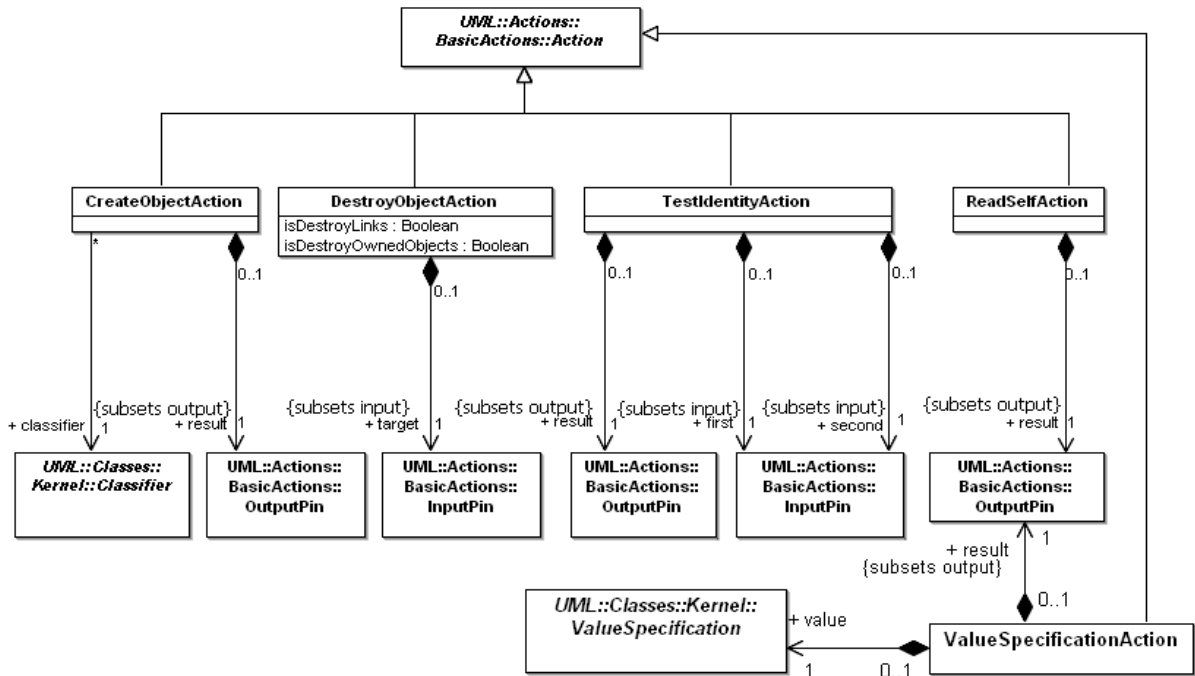 UML::Actions::
BasicActions::Action
CreateObjectAction
DestroyObjectAction
isDestroyLinks : Boolean
isDestroyOwnedObjects : Boolean
TestIdentityAction
ReadSelfAction
*
0..1
0..1
0..1
0..1
0..1
0..1
+ classifier
1
{subsets output}
+ result
1
{subsets input}
+ target
1
{subsets output}
+ result
1
{subsets input}
+ first
1
{subsets input}
+ second
1
{subsets output}
+ result
1
UML::Classes::
Kernel::Classifier
UML::Actions::
BasicActions::
OutputPin
UML::Actions::
BasicActions::
InputPin
UML::Actions::
BasicActions::
OutputPin
UML::Actions::
BasicActions::
InputPin
UML::Actions::
BasicActions::
OutputPin
+ result
1
{subsets output}
0..1
UML::Classes::Kernel::
ValueSpecification
+ value
1
0..1
ValueSpecificationAction